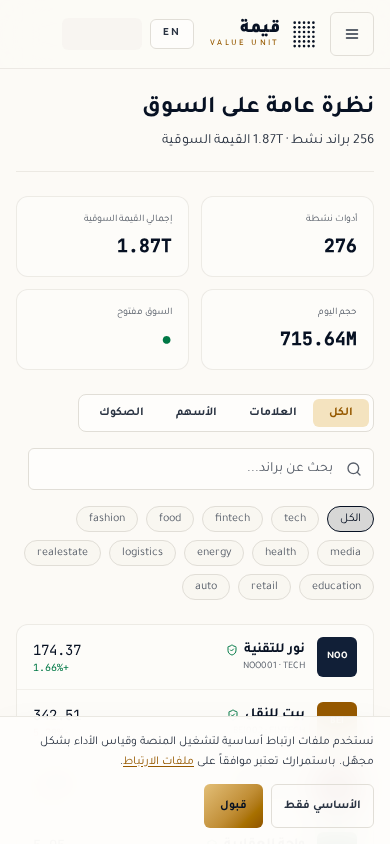 قيمة
VALUE UNIT
EN
نظرة عامة على السوق
256 براند نشط · 1.87T القيمة السوقية
أدوات نشطة
276
إجمالي القيمة السوقية
1.87T
حجم اليوم
715.64M
السوق مفتوح
الكل
العلامات
الأسهم
الصكوك
بحث عن براند...
الكل
tech
fintech
food
fashion
media
health
energy
logistics
realestate
education
retail
auto
NOO
نور للتقنية
NOO001 · TECH
174.37
+1.66%
بيت للنقل
342.51
نستخدم ملفات ارتباط أساسية لتشغيل المنصة وقياس الأداء بشكل
مجهّل. باستمرارك تعتبر موافقاً على ملفات الارتباط.
الأساسي فقط
قبول